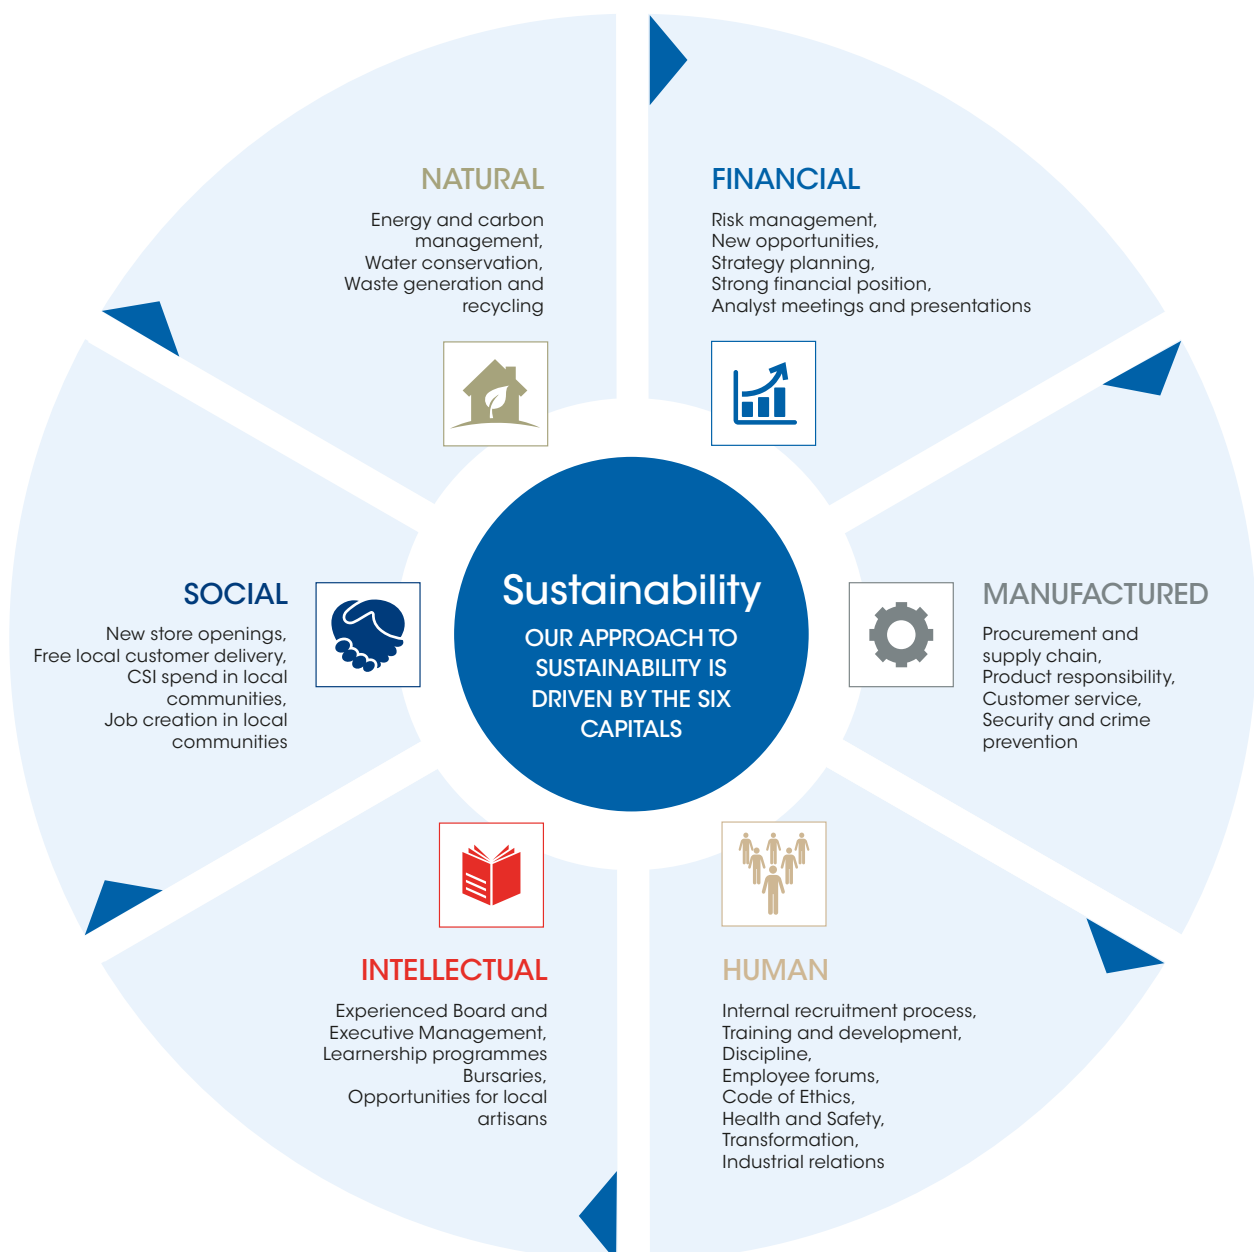 NATURAL
Energy and carbon
management,
Water conservation,
Waste generation and
recycling
FINANCIAL
Risk management,
New opportunities,
Strategy planning,
Strong financial position,
Analyst meetings and presentations
SOCIAL
New store openings,
Free local customer delivery,
CSI spend in local
communities,
Job creation in local
communities
Sustainability
OUR APPROACH TO
SUSTAINABILITY IS
DRIVEN BY THE SIX
CAPITALS
MANUFACTURED
Procurement and
supply chain,
Product responsibility,
Customer service,
Security and crime
prevention
INTELLECTUAL
Experienced Board and
Executive Management,
Learnership programmes
Bursaries,
Opportunities for local
artisans
HUMAN
Internal recruitment process,
Training and development,
Discipline,
Employee forums,
Code of Ethics,
Health and Safety,
Transformation,
Industrial relations